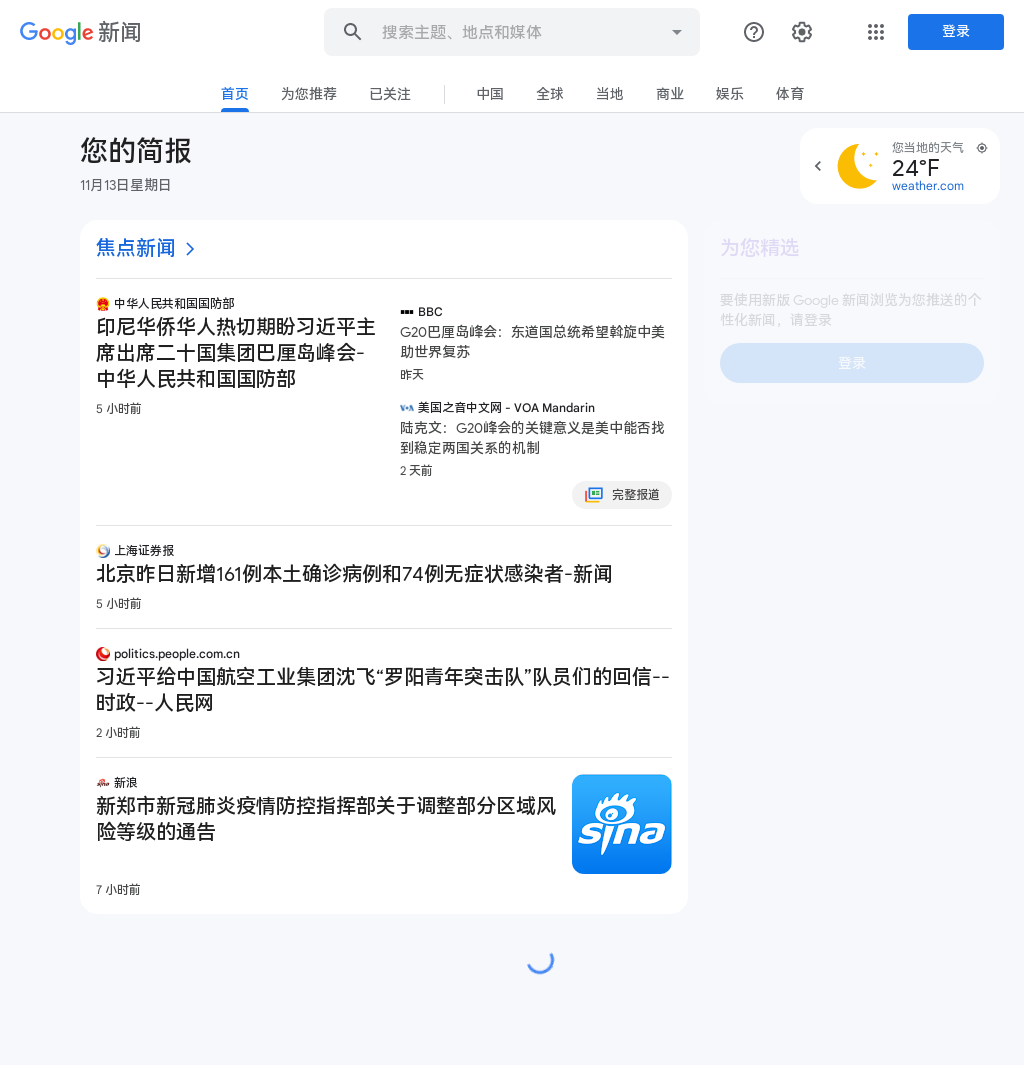 Google 新闻
搜索主题、地点和媒体
登录
首页
为您推荐
已关注
中国
全球
当地
商业
娱乐
体育
您的简报
11月13日星期日
您当地的天气
24°F
weather.com
焦点新闻
中华人民共和国国防部
印尼华侨华人热切期盼习近平主
席出席二十国集团巴厘岛峰会-
中华人民共和国国防部
5 小时前
BBC
G20巴厘岛峰会：东道国总统希望斡旋中美
助世界复苏
昨天
VOA
美国之音中文网 - VOA Mandarin
陆克文：G20峰会的关键意义是美中能否找
到稳定两国关系的机制
2 天前
完整报道
上海证券报
北京昨日新增161例本土确诊病例和74例无症状感染者-新闻
5 小时前
politics.people.com.cn
习近平给中国航空工业集团沈飞“罗阳青年突击队”队员们的回信--
时政--人民网
2 小时前
sina
新浪
新郑市新冠肺炎疫情防控指挥部关于调整部分区域风
险等级的通告
7 小时前
sina
为您精选
要使用新版 Google 新闻浏览为您推送的个
性化新闻，请登录
登录